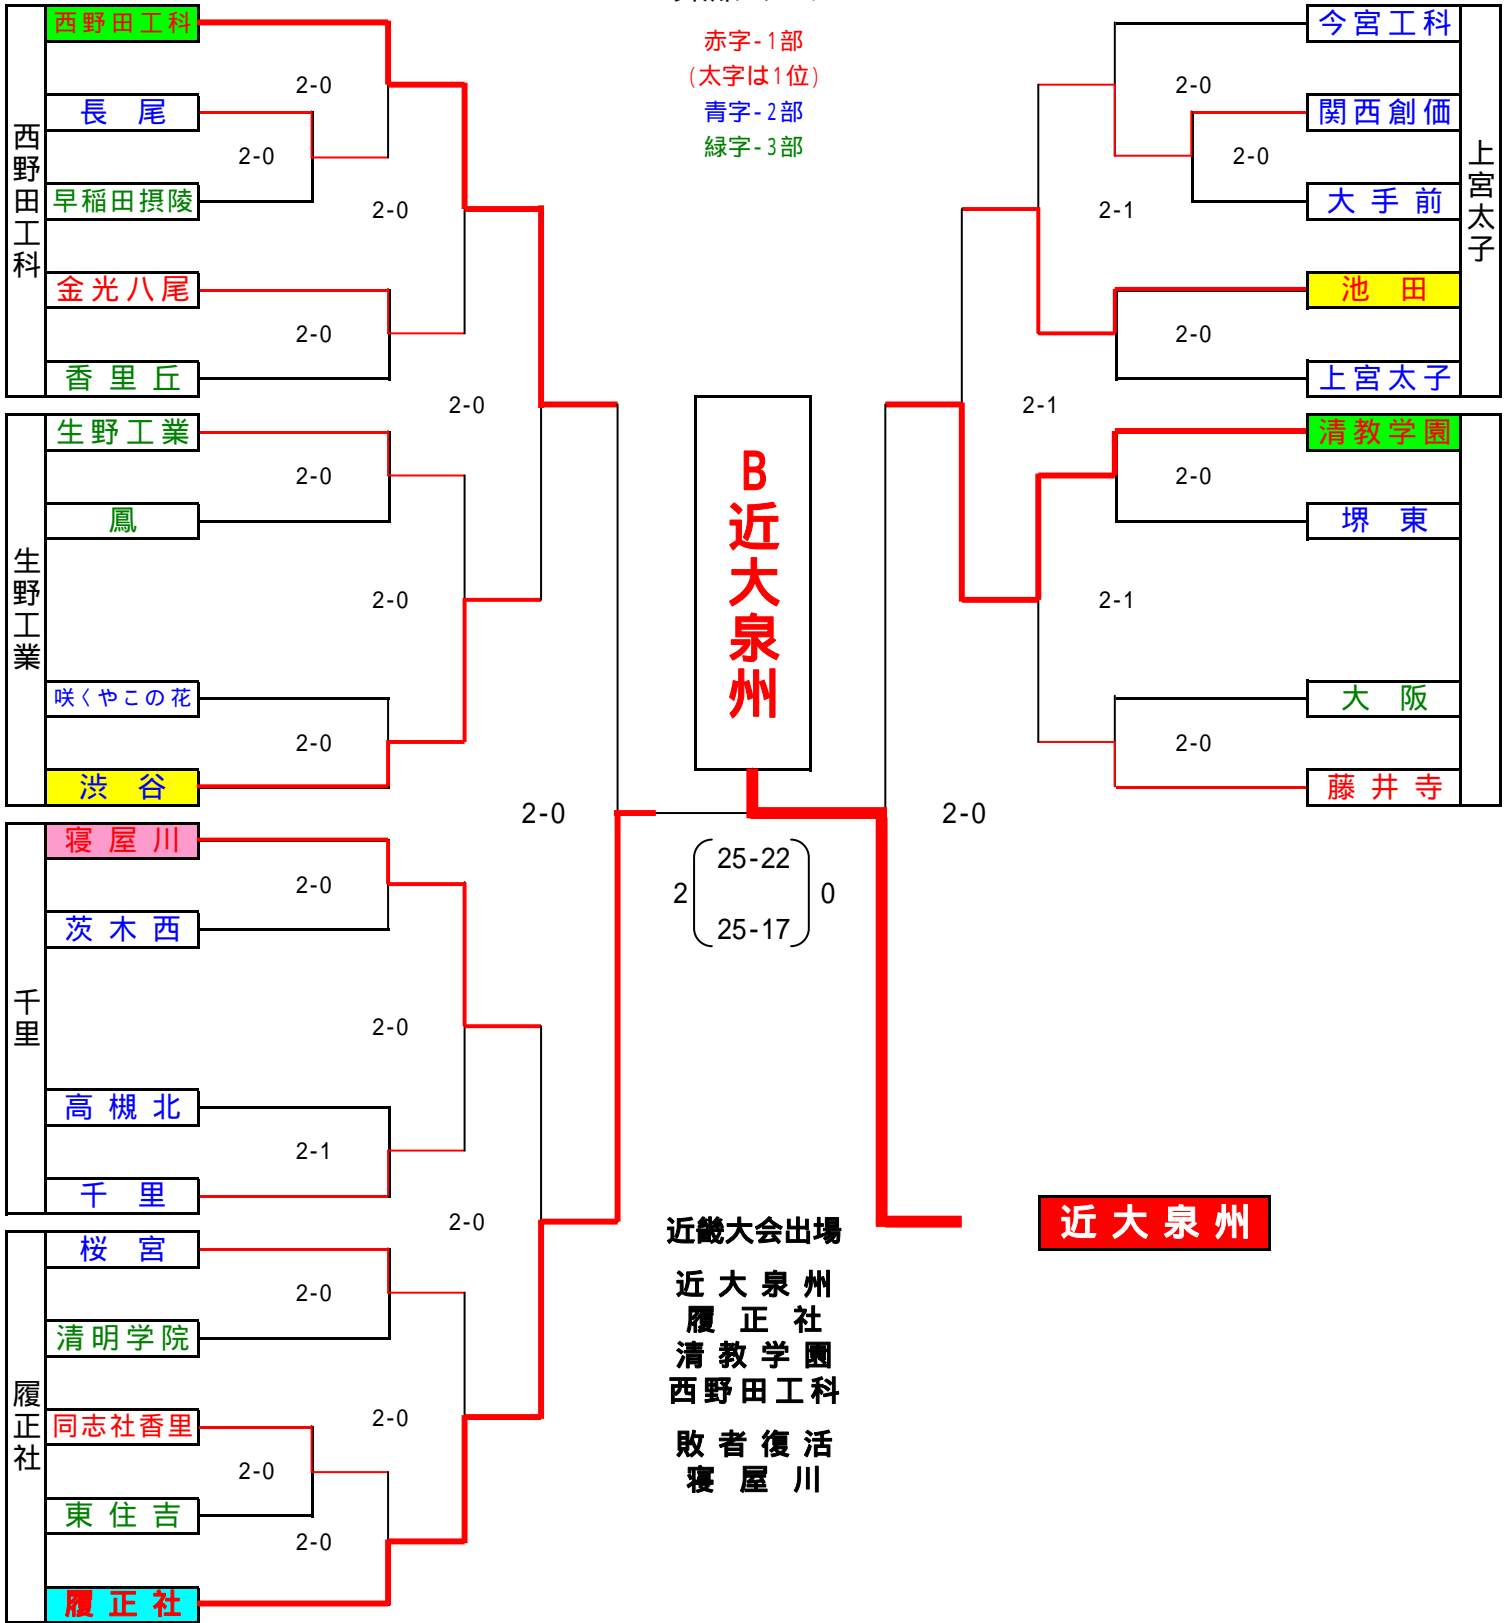 赤字-1部
(太字は1位)
青字-2部
緑字-3部
西野田工科
西野田工科
2-0
長尾
2-0
早稲田摂陵
2-0
金光八尾
2-0
香里丘
2-0
生野工業
生野工業
2-0
鳳
2-0
咲くやこの花
2-0
渋谷
2-0
千里
寝屋川
2-0
茨木西
2-0
高槻北
2-1
千里
2-0
履正社
桜宮
2-0
清明学院
2-0
同志社香里
2-0
東住吉
2-0
履正社
B近大泉州
25-22
2
0
25-17
近畿大会出場
近大泉州
履正社
清教学園
西野田工科
敗者復活
寝屋川
上宮太子
今宮工科
2-0
関西創価
2-0
大手前
2-1
池田
2-0
上宮太子
2-1
清教学園
2-0
堺東
2-1
大阪
2-0
藤井寺
2-0
近大泉州